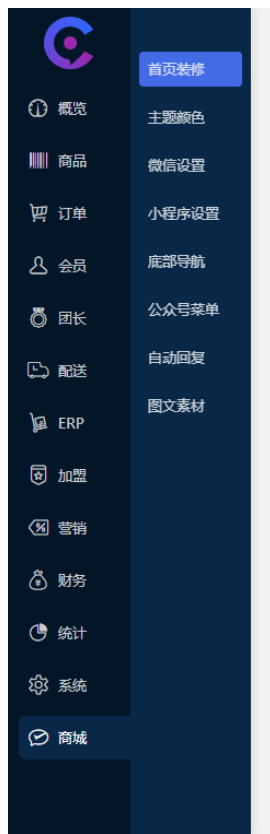 概览
商品
订单
会员
团长
配送
ERP
加盟
营销
财务
统计
系统
商城
首页装修
主题颜色
微信设置
小程序设置
底部导航
公众号菜单
自动回复
图文素材